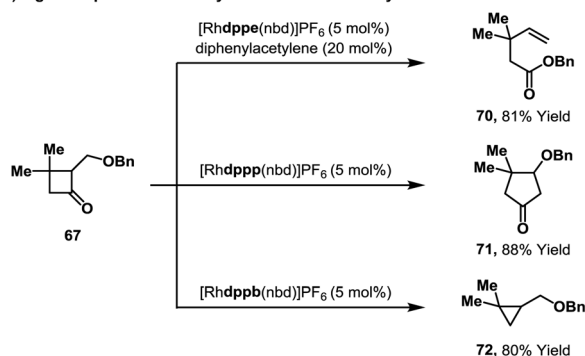 [Rhdppe(nbd)]PF6 (5 mol%)
diphenylacetylene (20 mol%)
Me
Me
OBn
O
70, 81% Yield
Me
Me
OBn
O
67
[Rhdppp(nbd)]PF6 (5 mol%)
Me
Me
OBn
O
71, 88% Yield
[Rhdppb(nbd)]PF6 (5 mol%)
Me
Me
OBn
72, 80% Yield